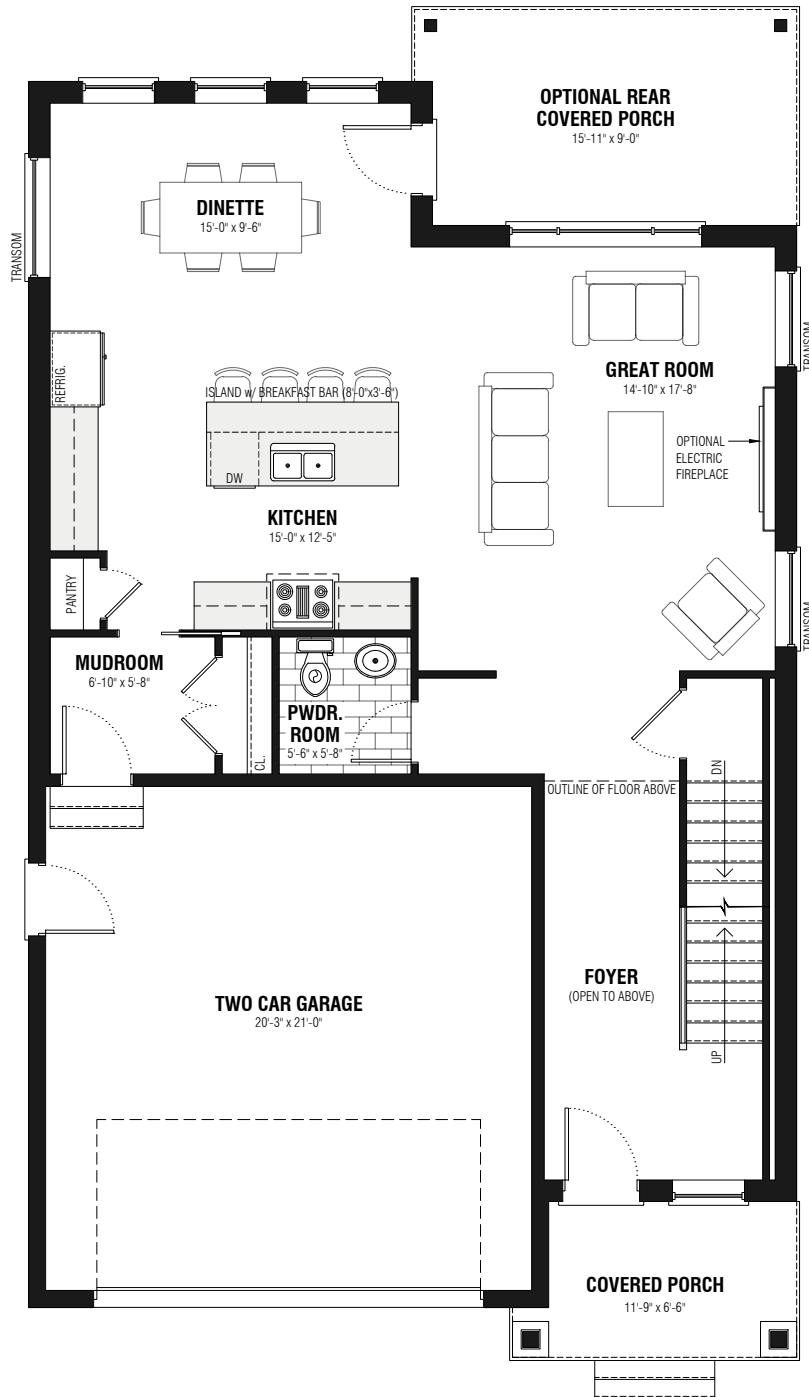 OPTIONAL REAR
COVERED PORCH
15'-11" x 9'-0"
DINETTE
15'-0" x 9'-6"
TRANSOM
TRANSOM
REFRIG.
GREAT ROOM
14'-10" x 17'-8"
ISLAND w/ BREAKFAST BAR (8'-0"x3'-6")
OPTIONAL
ELECTRIC
FIREPLACE
DW
KITCHEN
15'-0" x 12'-5"
PANTRY
TRANSOM
MUDROOM
6'-10" x 5'-8"
PWDR.
ROOM
5'-6" x 5'-8"
CL.
DN
OUTLINE OF FLOOR ABOVE
FOYER
(OPEN TO ABOVE)
TWO CAR GARAGE
20'-3" x 21'-0"
UP
COVERED PORCH
11'-9" x 6'-6"